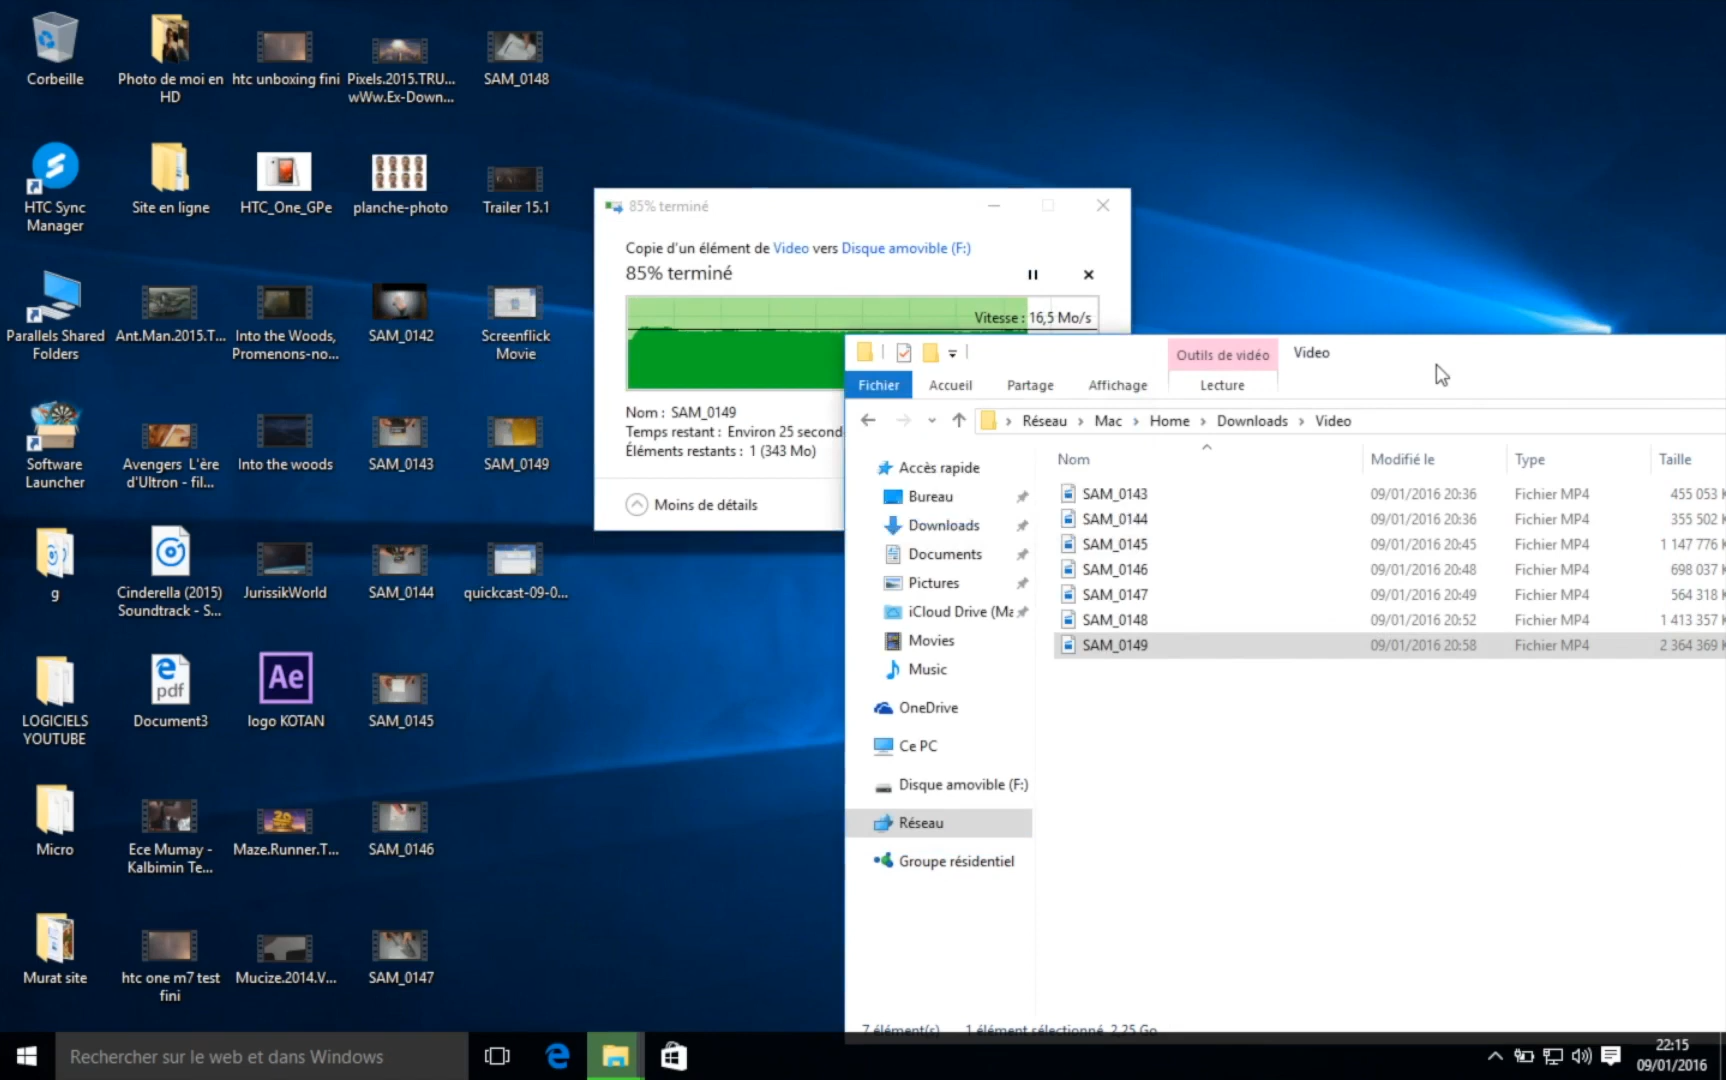 Corbeille
Photo de moi en
HD
htc unboxing fini
Pixels.2015.TRU...
wWw.Ex-Down...
SAM_0148
HTC Sync
Manager
Site en ligne
HTC_One_GPe
planche-photo
Trailer 15.1
Parallels Shared
Folders
Ant.Man.2015.T...
Into the Woods,
Promenons-no...
SAM_0142
Screenflick
Movie
Software
Launcher
Avengers L'ère
d'Ultron - fil...
Into the woods
SAM_0143
SAM_0149
g
Cinderella (2015)
Soundtrack - S...
JurissikWorld
SAM_0144
quickcast-09-0...
LOGICIELS
YOUTUBE
pdf
Document3
Ae
logo KOTAN
SAM_0145
Micro
Ece Mumay -
Kalbimin Te...
Maze.Runner.T...
SAM_0146
Murat site
htc one m7 test
fini
Mucize.2014.V...
SAM_0147
85% terminé
Copie d'un élément de Video vers Disque amovible (F:)
85% terminé
Vitesse : 16,5 Mo/s
Nom : SAM_0149
Temps restant : Environ 25 second
Éléments restants : 1 (343 Mo)
Moins de détails
Outils de vidéo
Video
Fichier Accueil Partage Affichage Lecture
Réseau Mac Home Downloads Video
Accès rapide
Bureau
Downloads
Documents
Pictures
iCloud Drive (Ma
Movies
Music
OneDrive
Ce PC
Disque amovible (F:)
Réseau
Groupe résidentiel
Nom Modifié le Type Taille
SAM_0143 09/01/2016 20:36 Fichier MP4 455 053 K
SAM_0144 09/01/2016 20:36 Fichier MP4 355 502 K
SAM_0145 09/01/2016 20:45 Fichier MP4 1 147 776 K
SAM_0146 09/01/2016 20:48 Fichier MP4 698 037 K
SAM_0147 09/01/2016 20:49 Fichier MP4 564 318 K
SAM_0148 09/01/2016 20:52 Fichier MP4 1 413 357 K
SAM_0149 09/01/2016 20:58 Fichier MP4 2 364 369 K
7 élément(s) 1 élément sélectionné 2,25 Go
Rechercher sur le web et dans Windows
22:15
09/01/2016